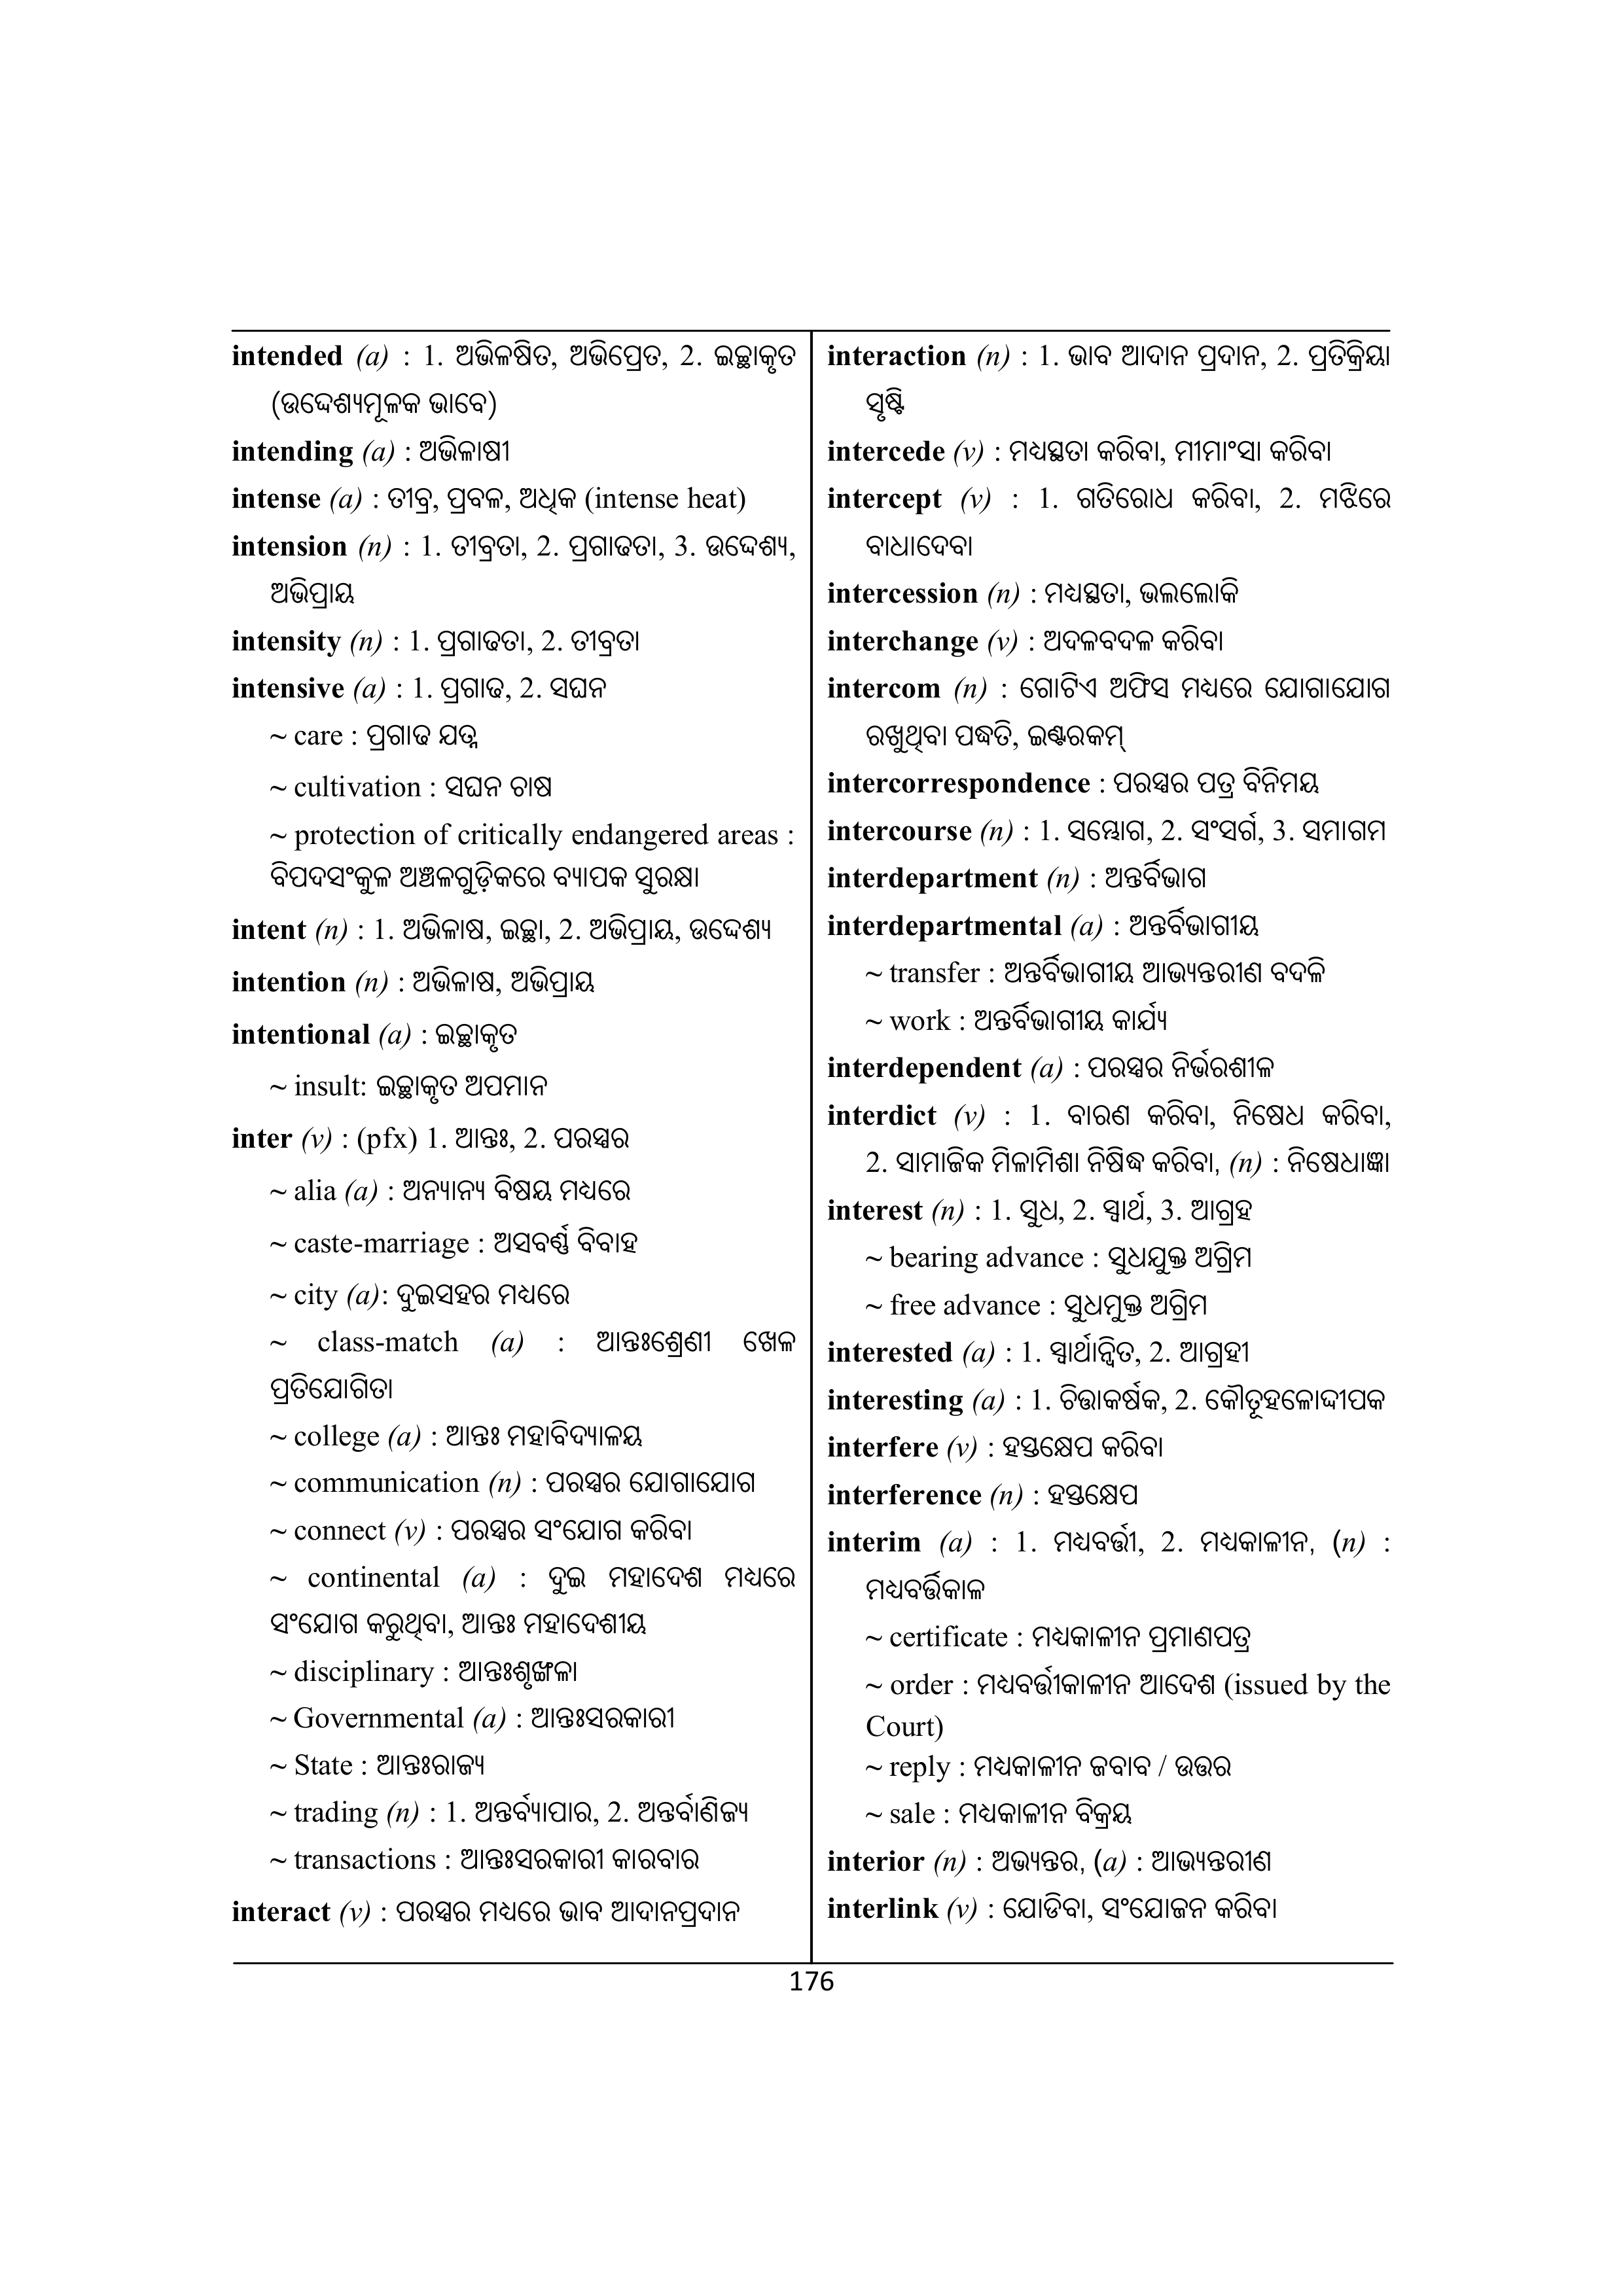 intended (a) : 1. ଅଭିଳଷିତ, ଅଭିପ୍ରେତ, 2. ଇଚ୍ଛାକୃତ
(ଉଦ୍ଦେଶ୍ୟମୂଳକ ଭାବେ)
intending (a) : ଅଭିଳାଷୀ
intense (a) : ତୀବ୍ର, ପ୍ରବଳ, ଅଧିକ (intense heat)
intension (n) : 1. ତୀବ୍ରତା, 2. ପ୍ରଗାଢତା, 3. ଉଦ୍ଦେଶ୍ୟ,
ଅଭିପ୍ରାୟ
intensity (n) : 1. ପ୍ରଗାଢତା, 2. ତୀବ୍ରତା
intensive (a) : 1. ପ୍ରଗାଢ, 2. ସଘନ
~ care : ପ୍ରଗାଢ ଯତ୍ନ
~ cultivation : ସଘନ ଚାଷ
~ protection of critically endangered areas :
ବିପଦସଂକୁଳ ଅଞ୍ଚଳଗୁଡ଼ିକରେ ବ୍ୟାପକ ସୁରକ୍ଷା
intent (n) : 1. ଅଭିଳାଷ, ଇଚ୍ଛା, 2. ଅଭିପ୍ରାୟ, ଉଦ୍ଦେଶ୍ୟ
intention (n) : ଅଭିଳାଷ, ଅଭିପ୍ରାୟ
intentional (a) : ଇଚ୍ଛାକୃତ
~ insult: ଇଚ୍ଛାକୃତ ଅପମାନ
inter (v) : (pfx) 1. ଆନ୍ତଃ, 2. ପରସ୍ପର
~ alia (a) : ଅନ୍ୟାନ୍ୟ ବିଷୟ ମଧ୍ୟରେ
~ caste-marriage : ଅସବର୍ଣ୍ଣ ବିବାହ
~ city (a): ଦୁଇସହର ମଧ୍ୟରେ
~ class-match (a) : ଆନ୍ତଃଶ୍ରେଣୀ ଖେଳ
ପ୍ରତିଯୋଗିତା
~ college (a) : ଆନ୍ତଃ ମହାବିଦ୍ୟାଳୟ
~ communication (n) : ପରସ୍ପର ଯୋଗାଯୋଗ
~ connect (v) : ପରସ୍ପର ସଂଯୋଗ କରିବା
~ continental (a) : ଦୁଇ ମହାଦେଶ ମଧ୍ୟରେ
ସଂଯୋଗ କରୁଥିବା, ଆନ୍ତଃ ମହାଦେଶୀୟ
~ disciplinary : ଆନ୍ତଃଶୃଙ୍ଖଳା
~ Governmental (a) : ଆନ୍ତଃସରକାରୀ
~ State : ଆନ୍ତଃରାଜ୍ୟ
~ trading (n) : 1. ଅନ୍ତର୍ବ୍ୟାପାର, 2. ଅନ୍ତର୍ବାଣିଜ୍ୟ
~ transactions : ଆନ୍ତଃସରକାରୀ କାରବାର
interact (v) : ପରସ୍ପର ମଧ୍ୟରେ ଭାବ ଆଦାନପ୍ରଦାନ
interaction (n) : 1. ଭାବ ଆଦାନ ପ୍ରଦାନ, 2. ପ୍ରତିକ୍ରିୟା
ସୃଷ୍ଟି
intercede (v) : ମଧ୍ୟସ୍ଥତା କରିବା, ମୀମାଂସା କରିବା
intercept (v) : 1. ଗତିରୋଧ କରିବା, 2. ମଝିରେ
ବାଧାଦେବା
intercession (n) : ମଧ୍ୟସ୍ଥତା, ଭଲଲୋକି
interchange (v) : ଅଦଳବଦଳ କରିବା
intercom (n) : ଗୋଟିଏ ଅଫିସ ମଧ୍ୟରେ ଯୋଗାଯୋଗ
ରଖୁଥିବା ପଦ୍ଧତି, ଇଣ୍ଟରକମ୍
intercorrespondence : ପରସ୍ପର ପତ୍ର ବିନିମୟ
intercourse (n) : 1. ସମ୍ଭୋଗ, 2. ସଂସର୍ଗ, 3. ସମାଗମ
interdepartment (n) : ଅନ୍ତର୍ବିଭାଗ
interdepartmental (a) : ଅନ୍ତର୍ବିଭାଗୀୟ
~ transfer : ଅନ୍ତର୍ବିଭାଗୀୟ ଆଭ୍ୟନ୍ତରୀଣ ବଦଳି
~ work : ଅନ୍ତର୍ବିଭାଗୀୟ କାର୍ଯ୍ୟ
interdependent (a) : ପରସ୍ପର ନିର୍ଭରଶୀଳ
interdict (v) : 1. ବାରଣ କରିବା, ନିଷେଧ କରିବା,
2. ସାମାଜିକ ମିଳାମିଶା ନିଷିଦ୍ଧ କରିବା, (n) : ନିଷେଧାଜ୍ଞା
interest (n) : 1. ସୁଧ, 2. ସ୍ୱାର୍ଥ, 3. ଆଗ୍ରହ
~ bearing advance : ସୁଧଯୁକ୍ତ ଅଗ୍ରିମ
~ free advance : ସୁଧମୁକ୍ତ ଅଗ୍ରିମ
interested (a) : 1. ସ୍ୱାର୍ଥାନ୍ୱିତ, 2. ଆଗ୍ରହୀ
interesting (a) : 1. ଚିତ୍ତାକର୍ଷକ, 2. କୌତୂହଳୋଦ୍ଦୀପକ
interfere (v) : ହସ୍ତକ୍ଷେପ କରିବା
interference (n) : ହସ୍ତକ୍ଷେପ
interim (a) : 1. ମଧ୍ୟବର୍ତ୍ତୀ, 2. ମଧ୍ୟକାଳୀନ, (n) :
ମଧ୍ୟବର୍ତ୍ତିକାଳ
~ certificate : ମଧ୍ୟକାଳୀନ ପ୍ରମାଣପତ୍ର
~ order : ମଧ୍ୟବର୍ତ୍ତୀକାଳୀନ ଆଦେଶ (issued by the
Court)
~ reply : ମଧ୍ୟକାଳୀନ ଜବାବ / ଉତ୍ତର
~ sale : ମଧ୍ୟକାଳୀନ ବିକ୍ରୟ
interior (n) : ଅଭ୍ୟନ୍ତର, (a) : ଆଭ୍ୟନ୍ତରୀଣ
interlink (v) : ଯୋଡିବା, ସଂଯୋଜନ କରିବା
176